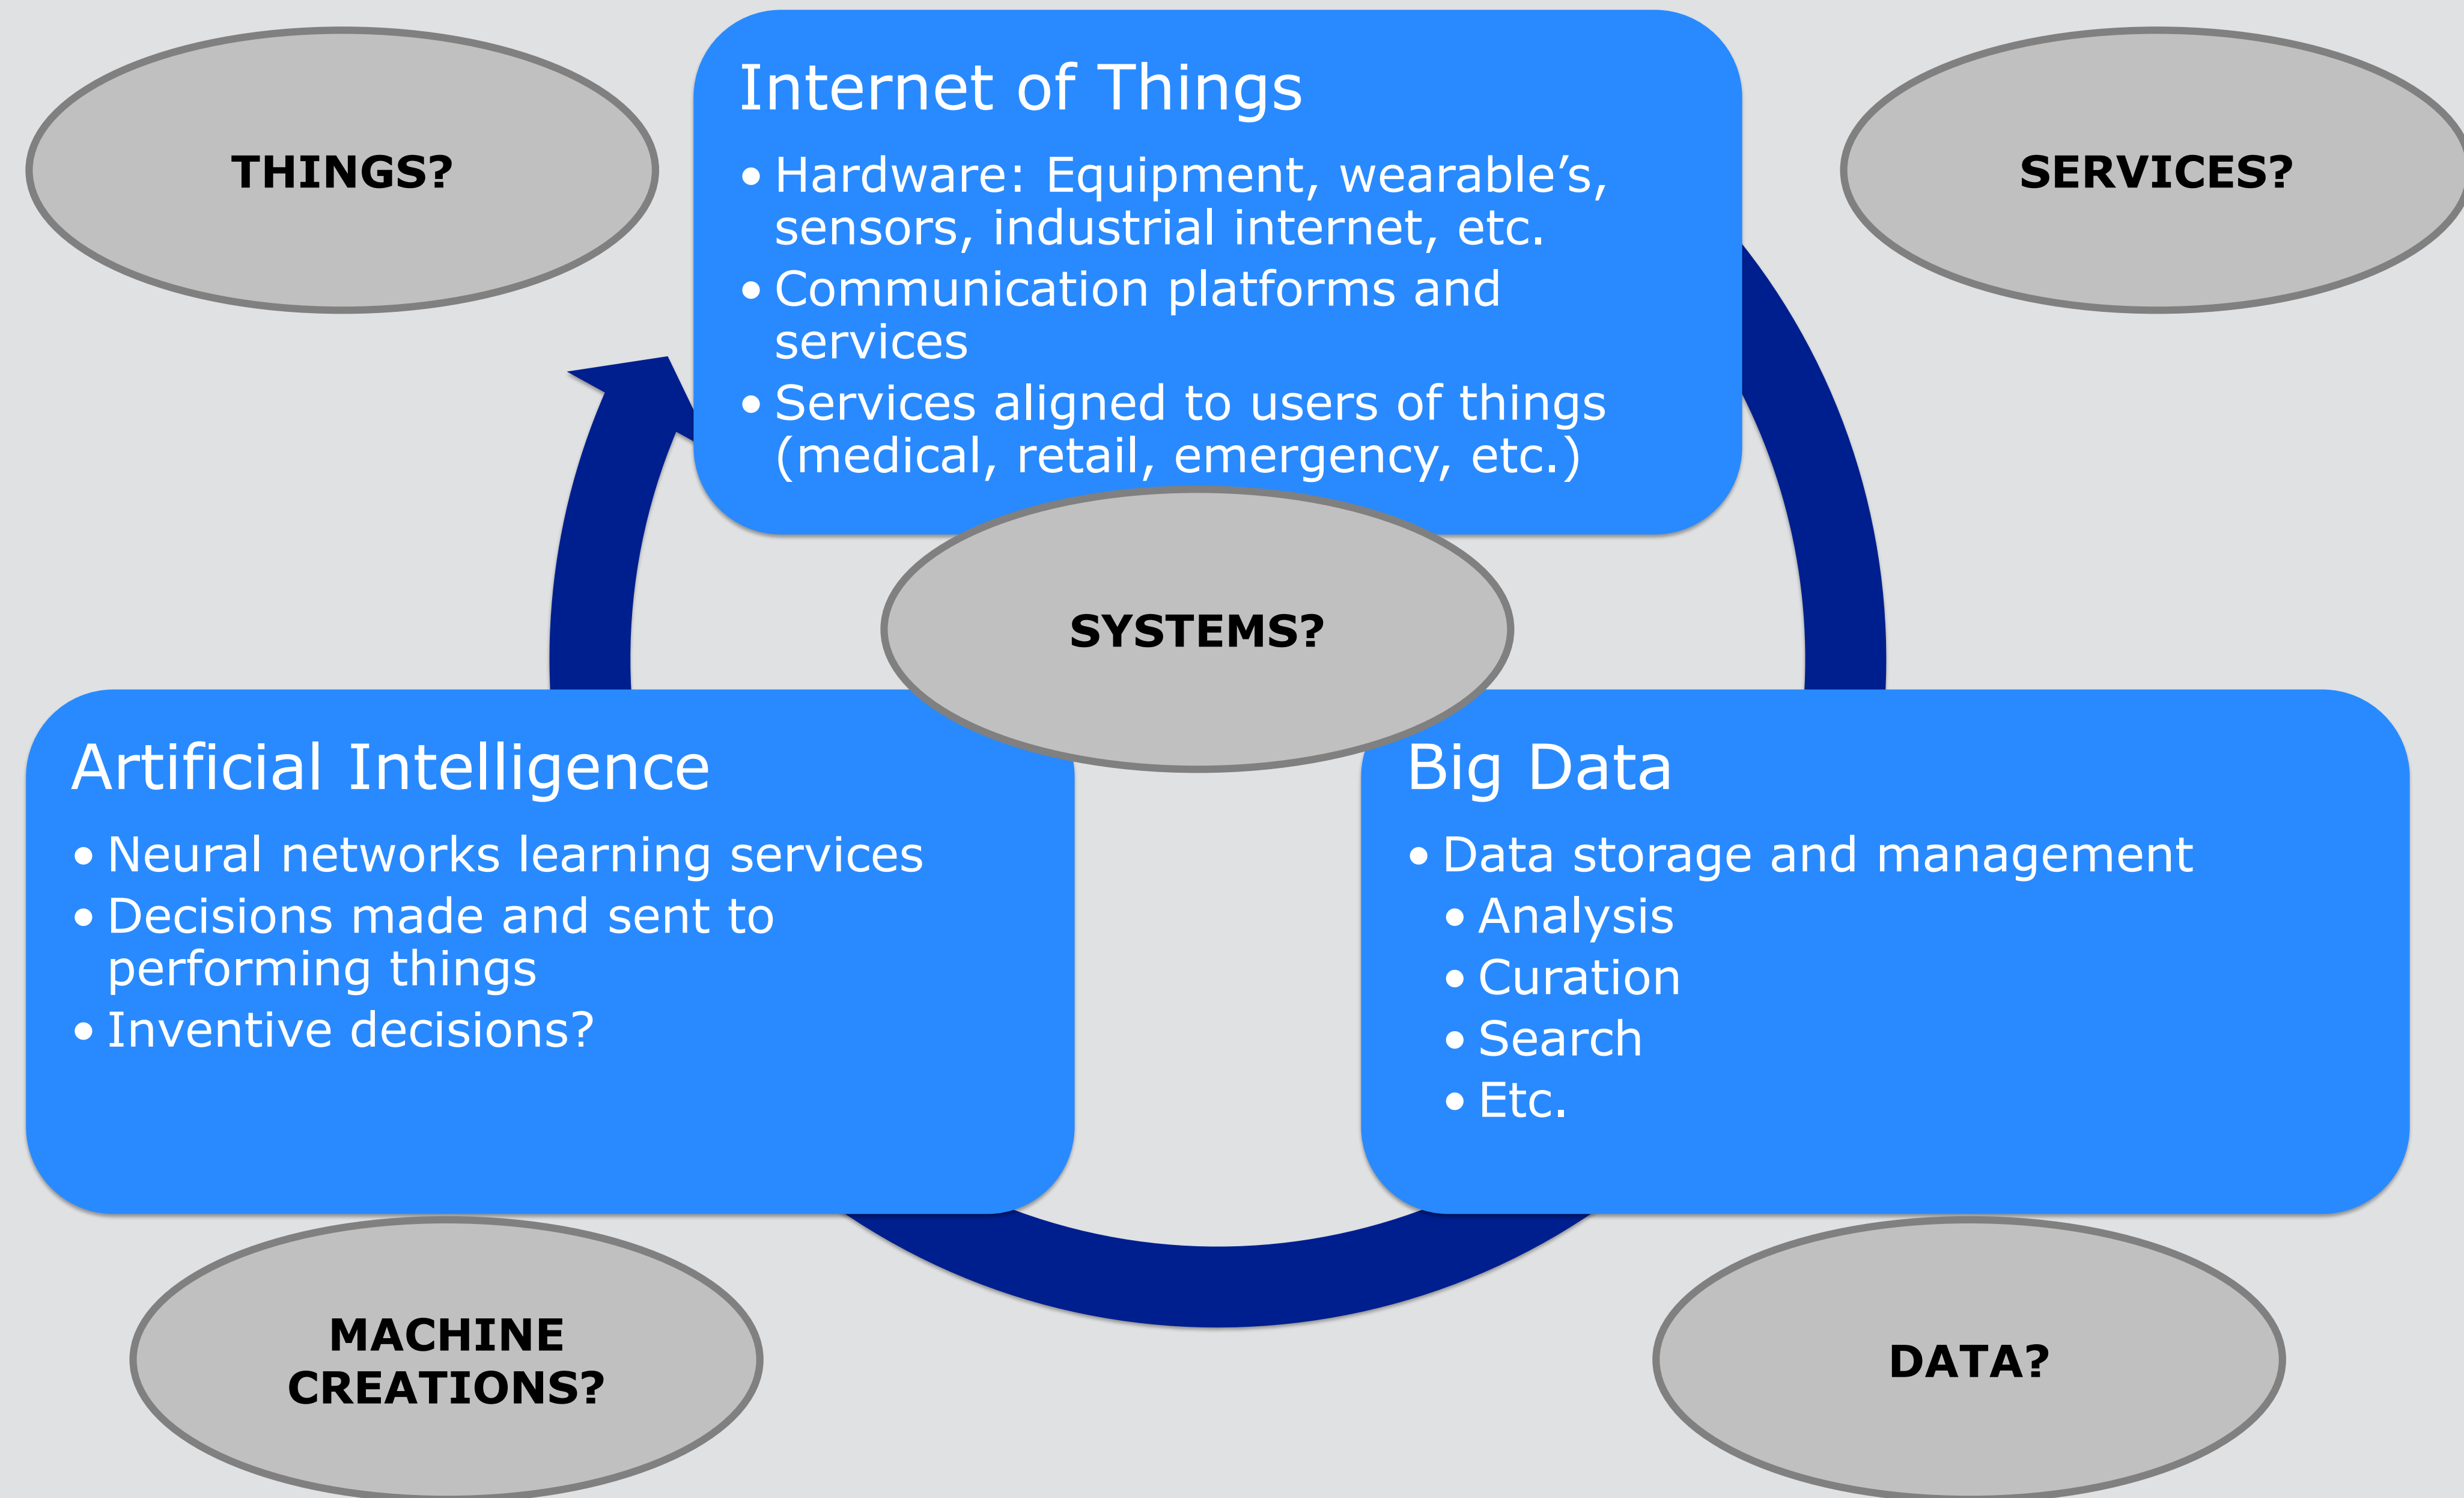 THINGS?
Internet of Things
• Hardware: Equipment, wearable’s,
sensors, industrial internet, etc.
• Communication platforms and
services
• Services aligned to users of things
(medical, retail, emergency, etc.)
SERVICES?
SYSTEMS?
Artificial Intelligence
• Neural networks learning services
• Decisions made and sent to
performing things
• Inventive decisions?
Big Data
• Data storage and management
• Analysis
• Curation
• Search
• Etc.
MACHINE
CREATIONS?
DATA?